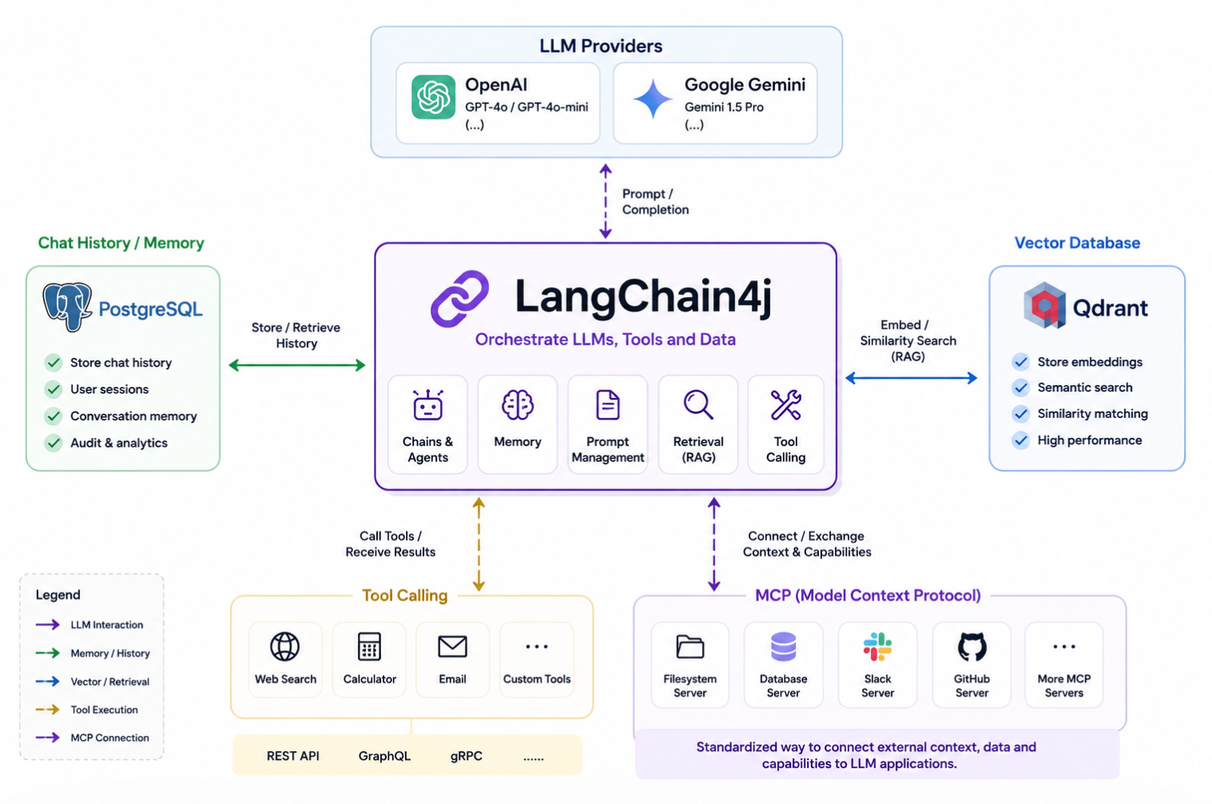 LLM Providers
OpenAI
GPT-4o / GPT-4o-mini
(...)
Google Gemini
Gemini 1.5 Pro
(...)
Prompt /
Completion
Chat History / Memory
PostgreSQL
Store chat history
User sessions
Conversation memory
Audit & analytics
Store / Retrieve
History
LangChain4j
Orchestrate LLMs, Tools and Data
Chains &
Agents
Memory
Prompt
Management
Retrieval
(RAG)
Tool
Calling
Embed /
Similarity Search
(RAG)
Vector Database
Qdrant
Store embeddings
Semantic search
Similarity matching
High performance
Call Tools /
Receive Results
Connect / Exchange
Context & Capabilities
Legend
LLM Interaction
Memory / History
Vector / Retrieval
Tool Execution
MCP Connection
Tool Calling
Web Search
Calculator
Email
...
Custom Tools
REST API
GraphQL
gRPC
......
MCP (Model Context Protocol)
Filesystem
Server
Database
Server
Slack
Server
GitHub
Server
...
More MCP
Servers
Standardized way to connect external context, data and
capabilities to LLM applications.